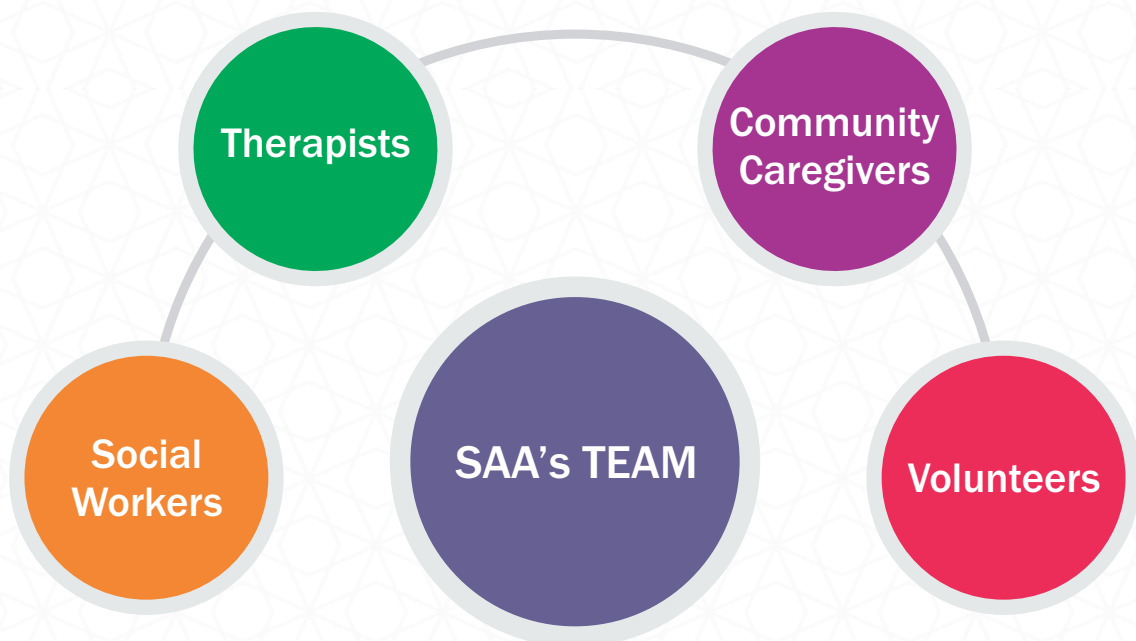 Therapists
Community
Caregivers
Social
Workers
SAA’s TEAM
Volunteers